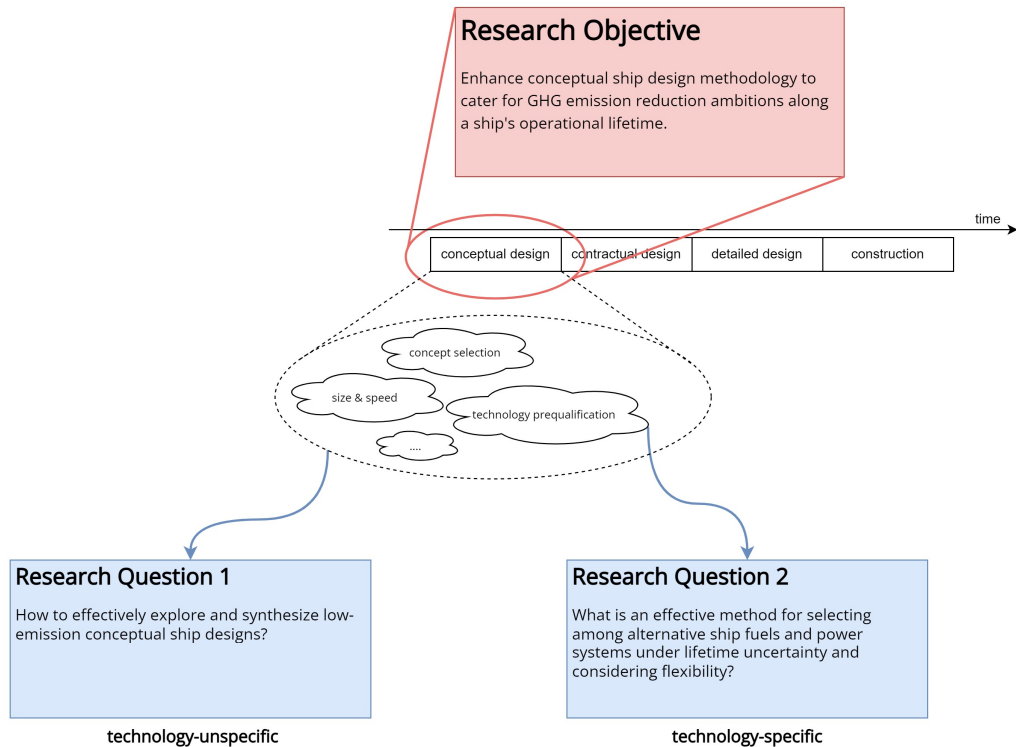 Research Objective
Enhance conceptual ship design methodology to
cater for GHG emission reduction ambitions along
a ship's operational lifetime.
time
conceptual design
contractual design
detailed design
construction
concept selection
size & speed
technology prequalification
....
Research Question 1
How to effectively explore and synthesize low-
emission conceptual ship designs?
technology-unspecific
Research Question 2
What is an effective method for selecting
among alternative ship fuels and power
systems under lifetime uncertainty and
considering flexibility?
technology-specific